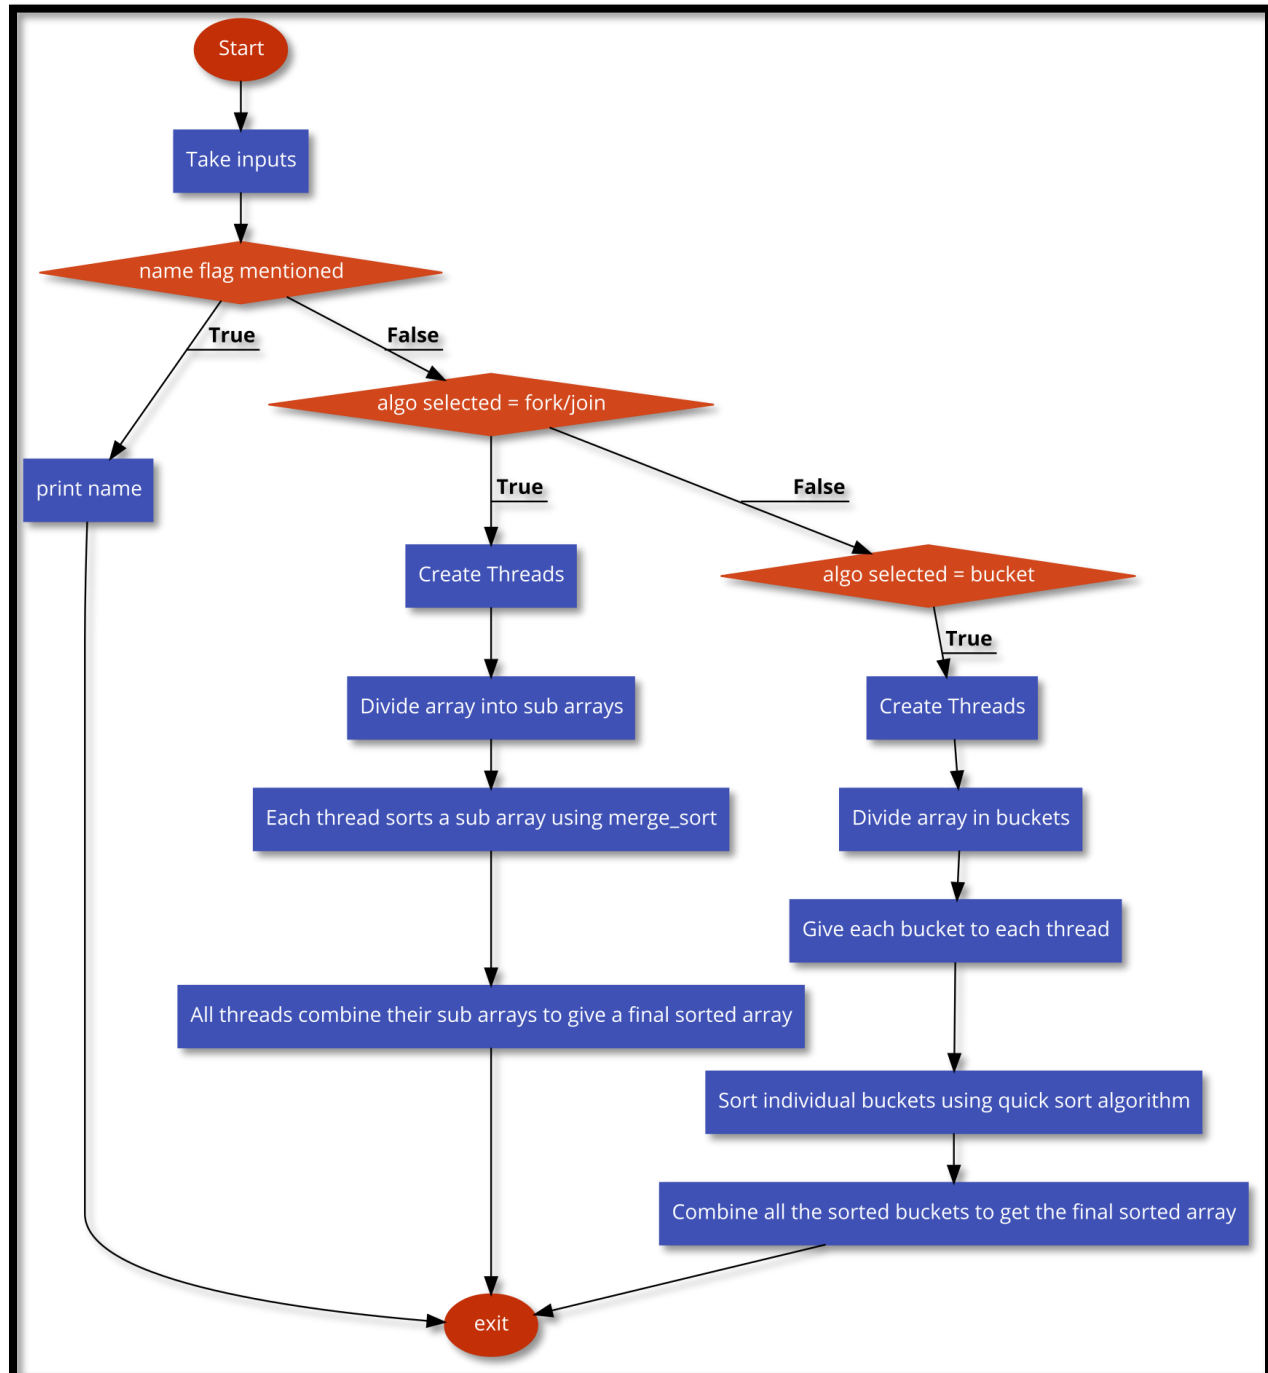 Start
Take inputs
name flag mentioned
True
False
algo selected = fork/join
print name
True
False
Create Threads
algo selected = bucket
True
Divide array into sub arrays
Create Threads
Each thread sorts a sub array using merge_sort
Divide array in buckets
Give each bucket to each thread
All threads combine their sub arrays to give a final sorted array
Sort individual buckets using quick sort algorithm
Combine all the sorted buckets to get the final sorted array
exit